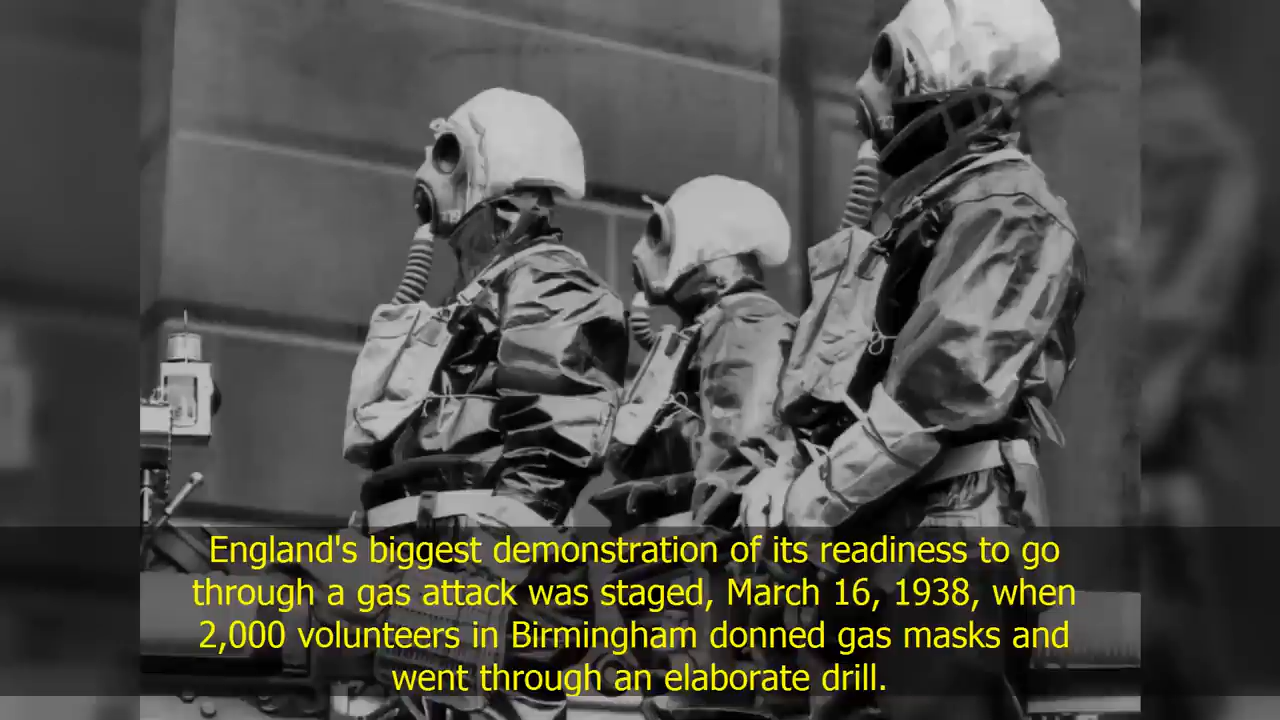 England's biggest demonstration of its readiness to go
through a gas attack was staged, March 16, 1938, when
2,000 volunteers in Birmingham donned gas masks and
went through an elaborate drill.